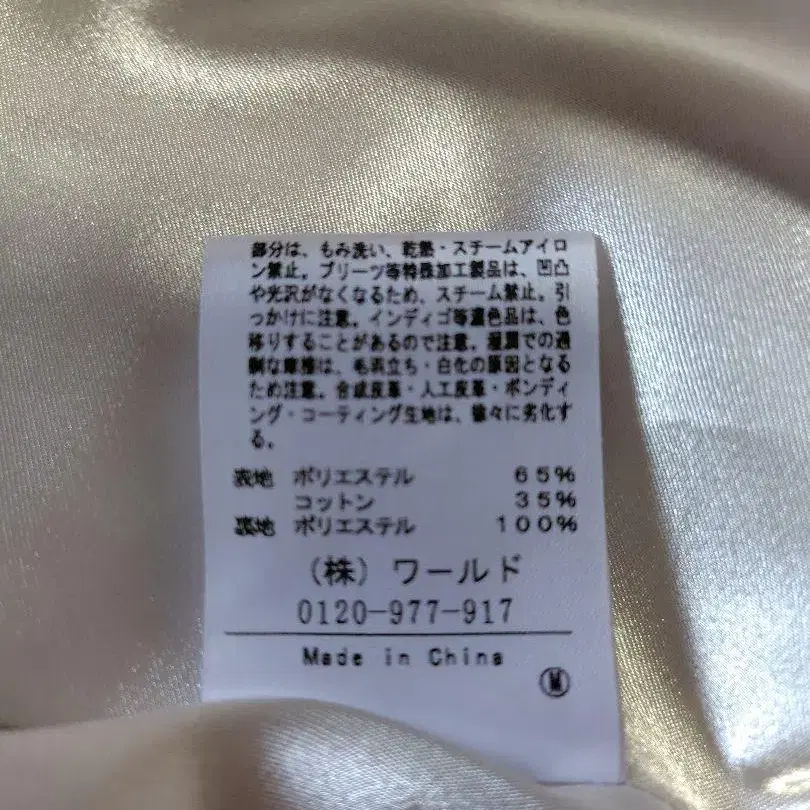 部分は、もみ洗い、乾熱・スチームアイロ
ン禁止。プリーツ等特殊加工製品は、凹凸
や光沢がなくなるため、スチーム禁止。引
っかけに注意。インディゴ等濃色品は、色
移りすることがあるので注意。湿潤での過
剰な摩擦は、毛羽立ち・白化の原因となる
ため注意。合成皮革・人工皮革・ボンディ
ング・コーティング生地は、徐々に劣化す
る。
表地 ポリエステル 65%
コットン 35%
裏地 ポリエステル 100%
(株)ワールド
0120-977-917
Made in China
M